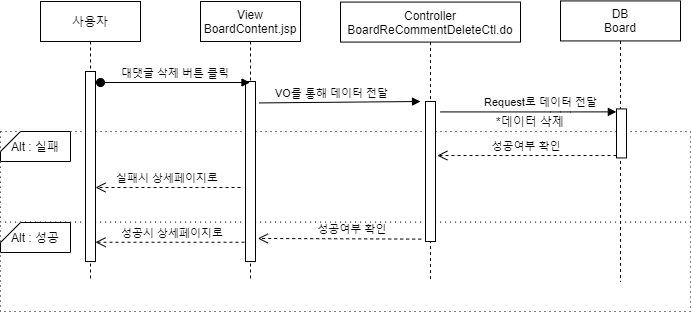 사용자
View
BoardContent.jsp
Controller
BoardReCommentDeleteCtl.do
DB
Board
대댓글 삭제 버튼 클릭
VO를 통해 데이터 전달
Request로 데이터 전달
*데이터 삭제
Alt : 실패
성공여부 확인
실패시 상세페이지로
Alt : 성공
성공시 상세페이지로
성공여부 확인